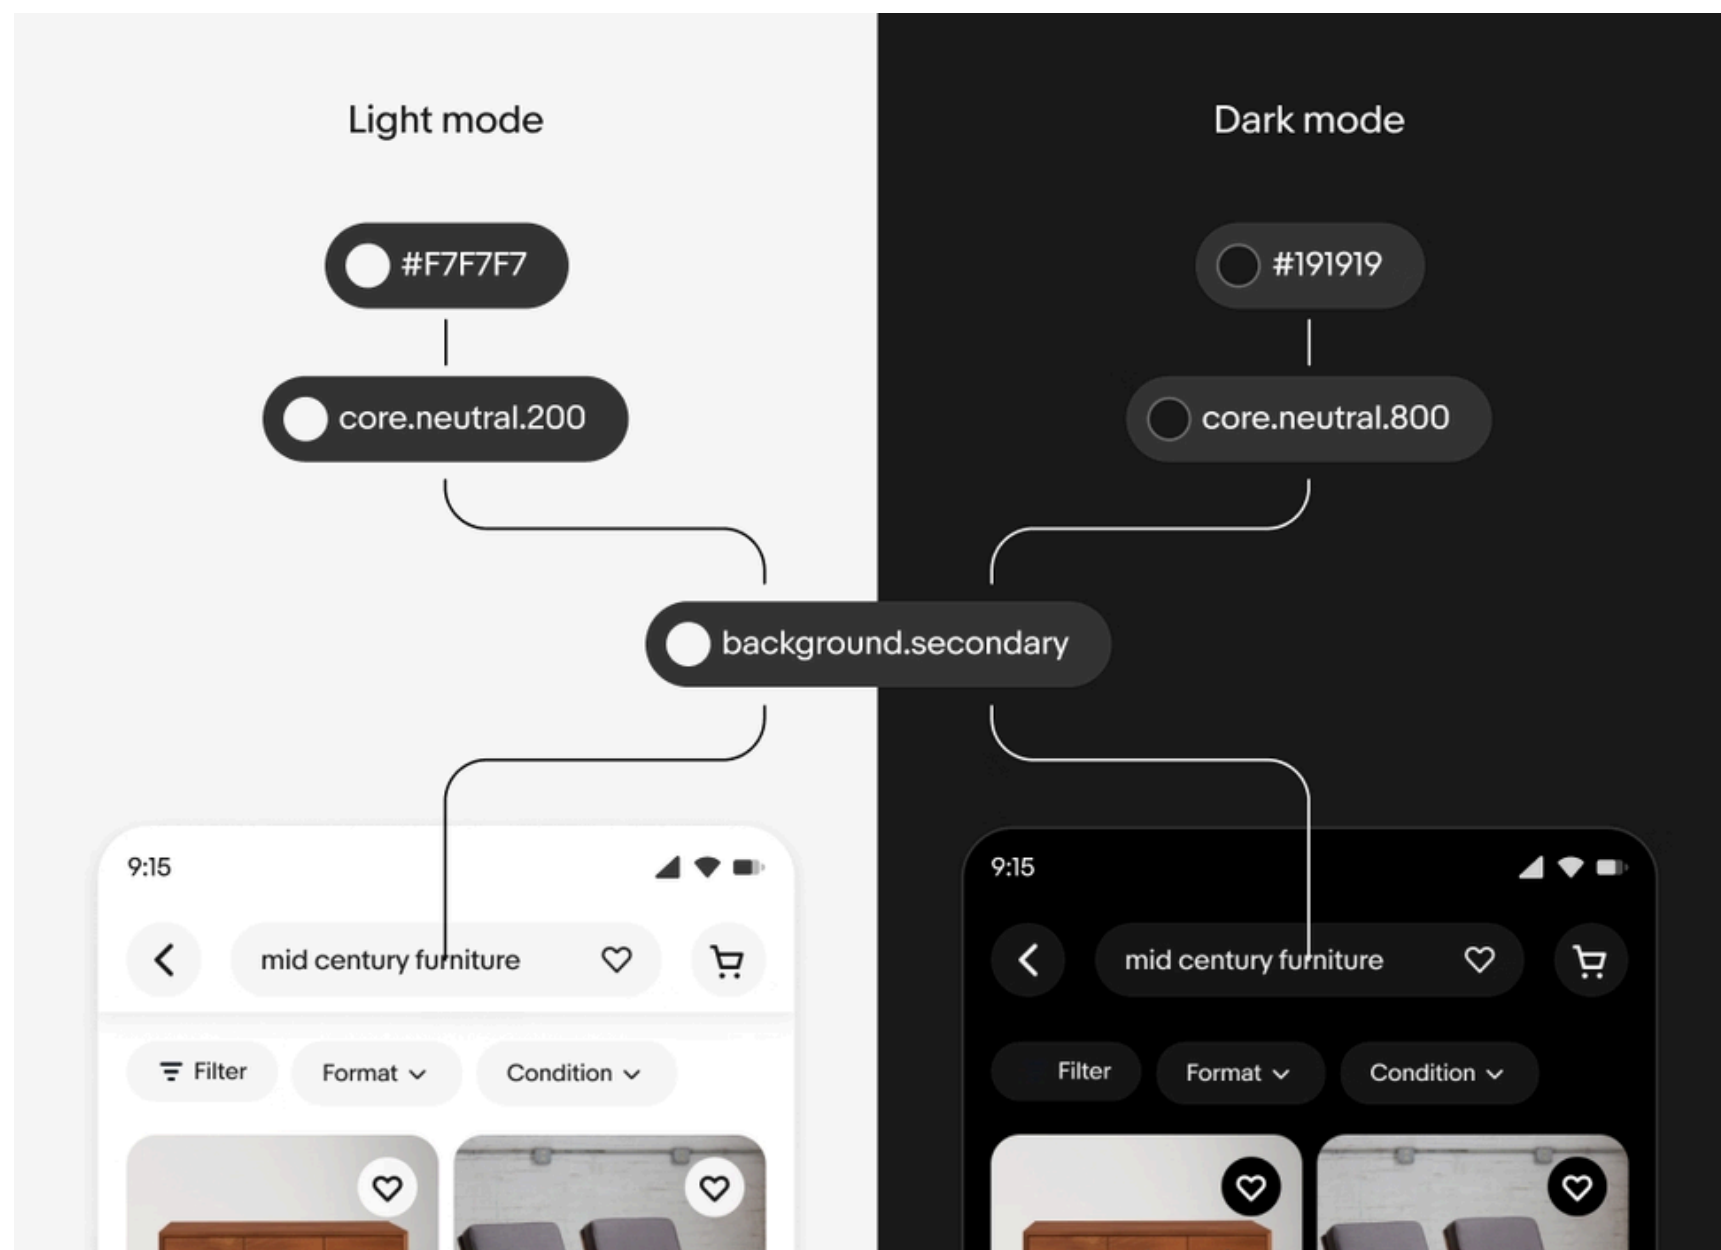 Light mode
Dark mode
#F7F7F7
#191919
core.neutral.200
core.neutral.800
background.secondary
9:15
9:15
mid century furniture
mid century furniture
Filter
Format
Condition
Filter
Format
Condition